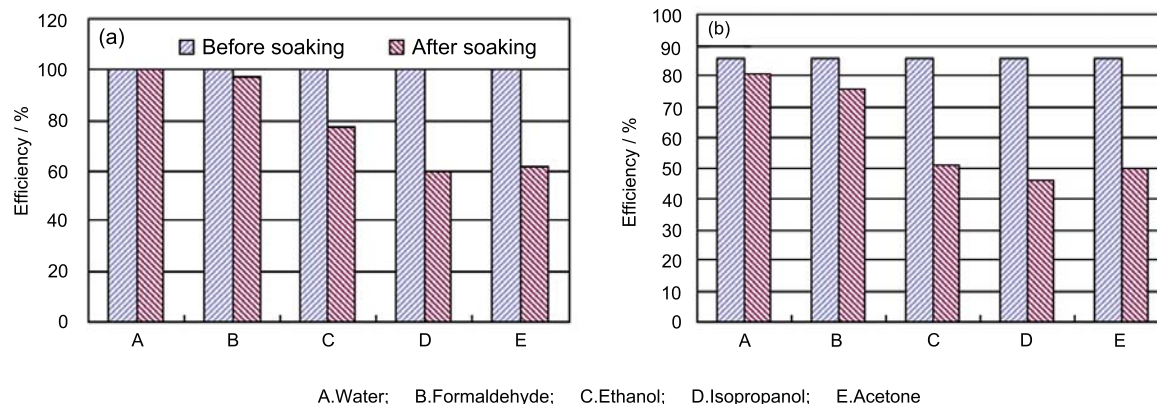 (a)
Before soaking
After soaking
Efficiency / %
120
100
80
60
40
20
0
A B C D E
(b)
Efficiency / %
100
90
80
70
60
50
40
30
20
10
0
A B C D E
A.Water; B.Formaldehyde; C.Ethanol; D.Isopropanol; E.Acetone